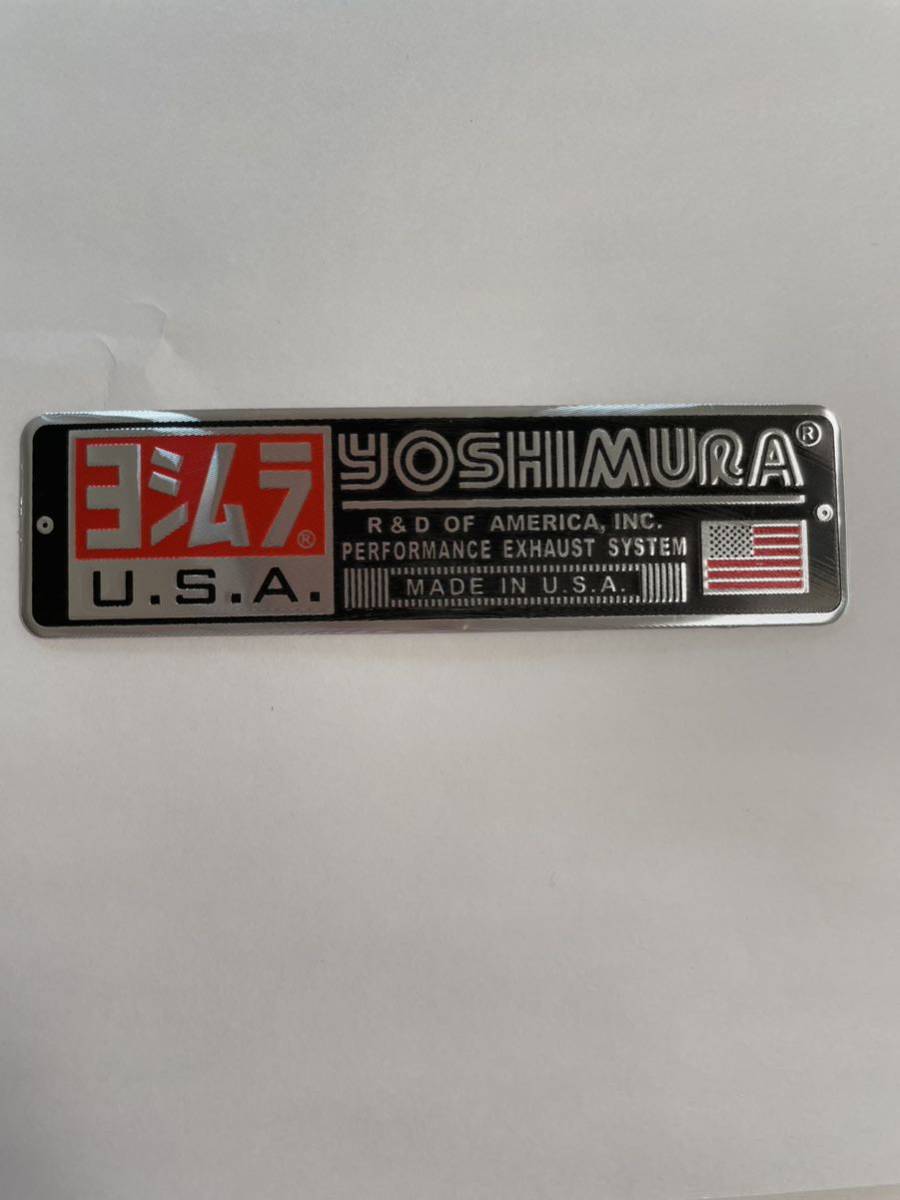 ヨシムラ®
U.S.A.
YOSHIMURA®
R & D OF AMERICA, INC.
PERFORMANCE EXHAUST SYSTEM
MADE IN U.S.A.